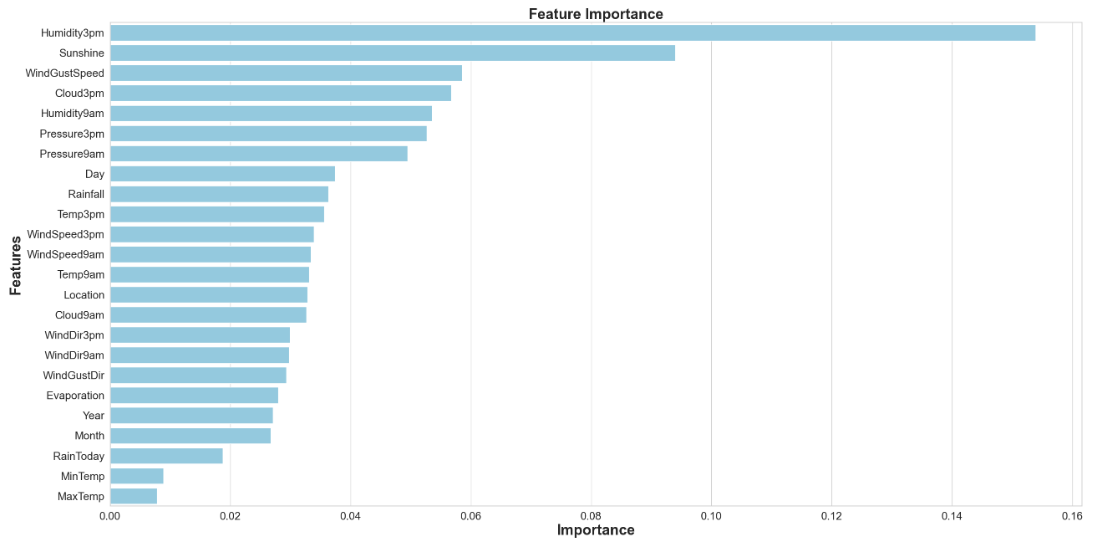 Feature Importance
Humidity3pm
Sunshine
WindGustSpeed
Cloud3pm
Humidity9am
Pressure3pm
Pressure9am
Day
Rainfall
Temp3pm
WindSpeed3pm
WindSpeed9am
Temp9am
Location
Cloud9am
WindDir3pm
WindDir9am
WindGustDir
Evaporation
Year
Month
RainToday
MinTemp
MaxTemp
Features
0.00 0.02 0.04 0.06 0.08 0.10 0.12 0.14 0.16
Importance